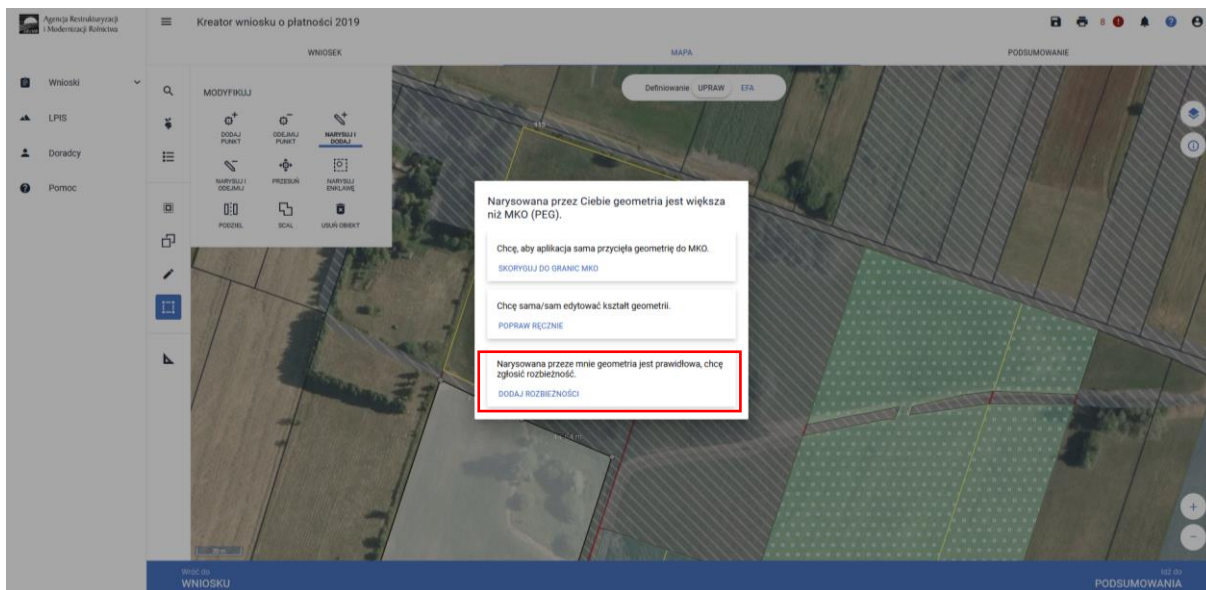 Agencja Restrukturyzacji
i Modernizacji Rolnictwa
Kreator wniosku o płatności 2019
8
WNIOSEK
MAPA
PODSUMOWANIE
Wnioski
LPIS
Doradcy
Pomoc
MODYFIKUJ
DODAJ
PUNKT
ODEJMIJ
PUNKT
NARYSUJ I
DODAJ
NARYSUJ I
ODEJMIJ
PRZESUŃ
NARYSUJ
ENKLAWĘ
PODZIEL
SCAL
USUŃ OBIEKT
Definiowanie UPRAW EFA
Narysowana przez Ciebie geometria jest większa
niż MKO (PEG).
Chcę, aby aplikacja sama przycięła geometrię do MKO.
SKORYGUJ DO GRANIC MKO
Chcę sama/sam edytować kształt geometrii.
POPRAW RĘCZNIE
Narysowana przeze mnie geometria jest prawidłowa, chcę
zgłosić rozbieżność.
DODAJ ROZBIEŻNOŚCI
Wróć do
WNIOSKU
Idź do
PODSUMOWANIA